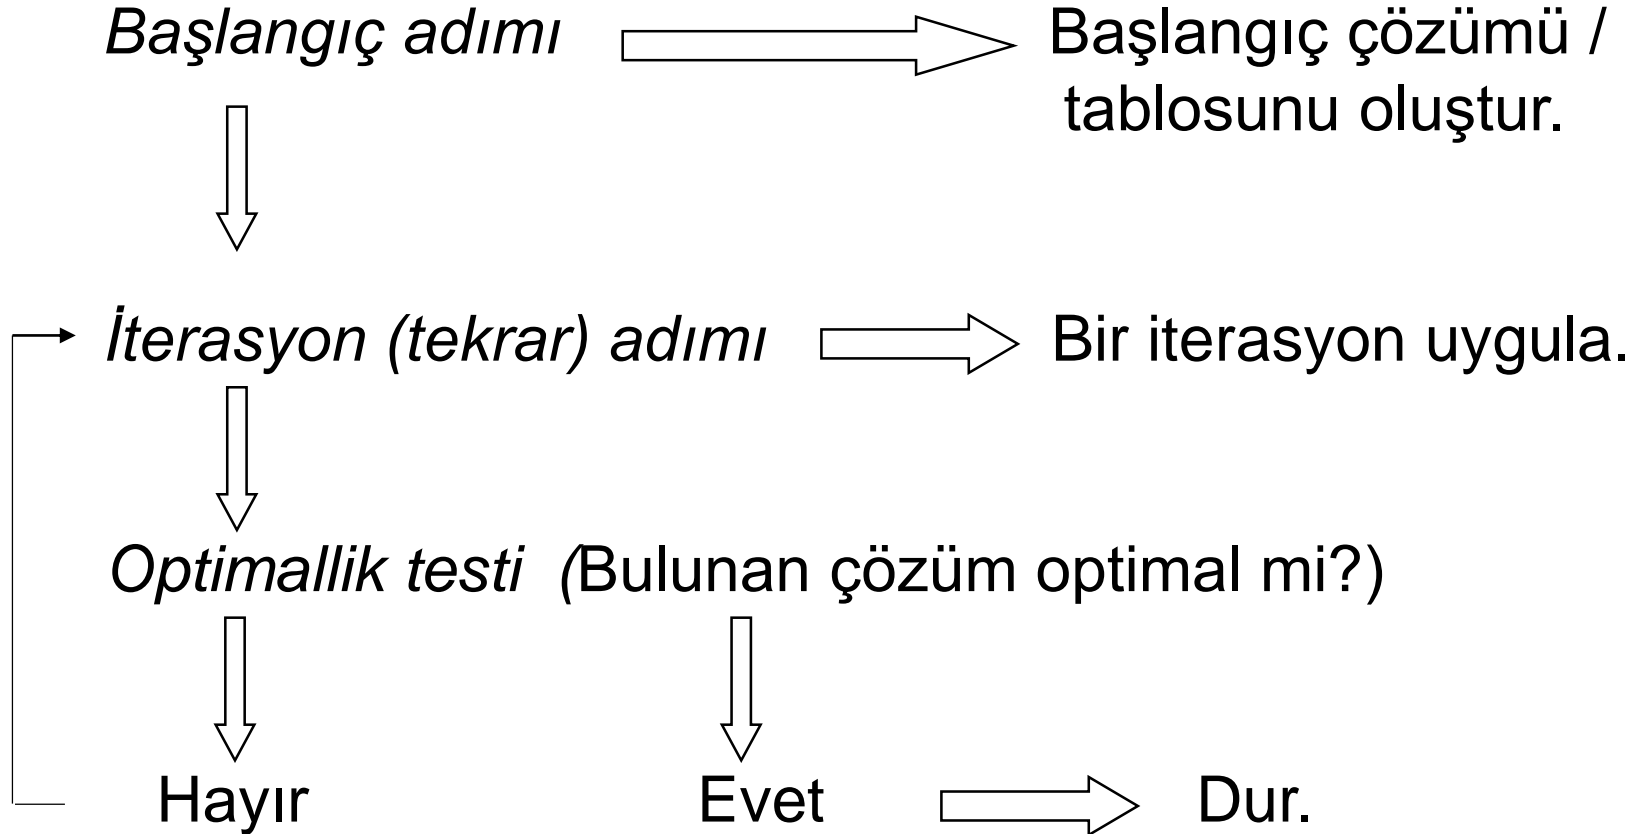 Başlangıç adımı Başlangıç çözümü /
tablosunu oluştur.
İterasyon (tekrar) adımı Bir iterasyon uygula.
Optimallik testi (Bulunan çözüm optimal mi?)
Hayır Evet Dur.